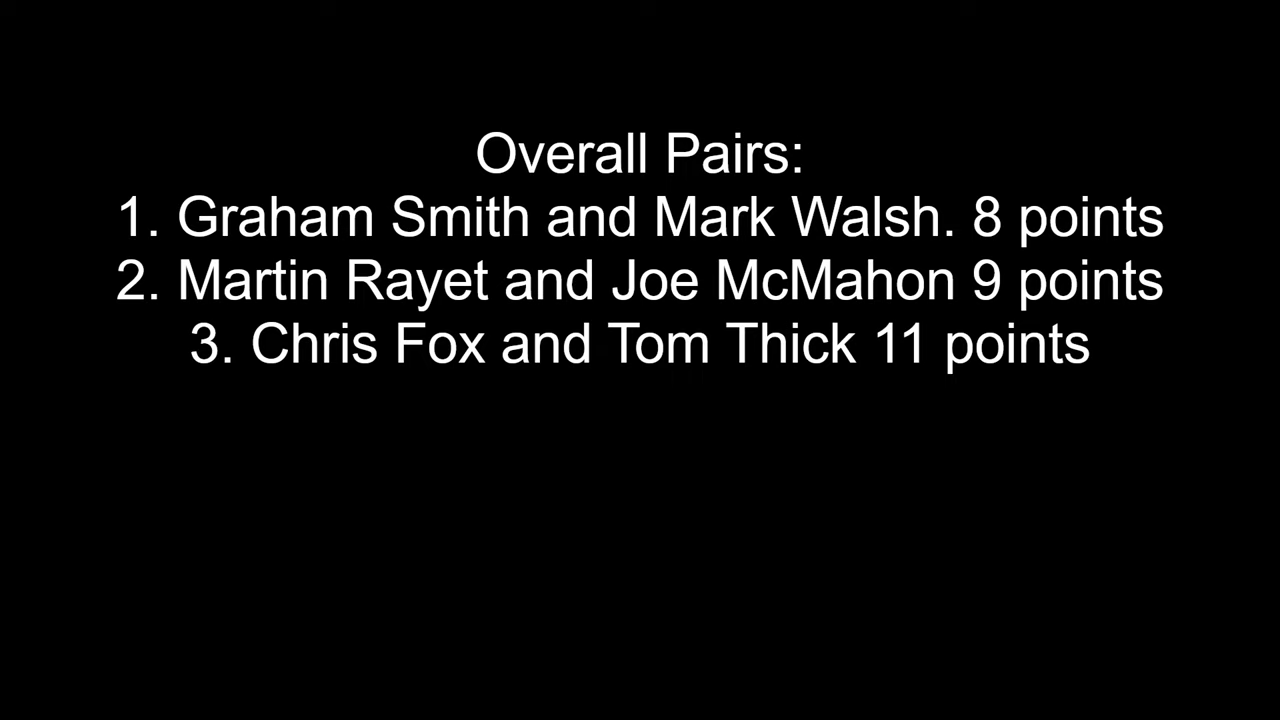 Overall Pairs:
1. Graham Smith and Mark Walsh. 8 points
2. Martin Rayet and Joe McMahon 9 points
3. Chris Fox and Tom Thick 11 points